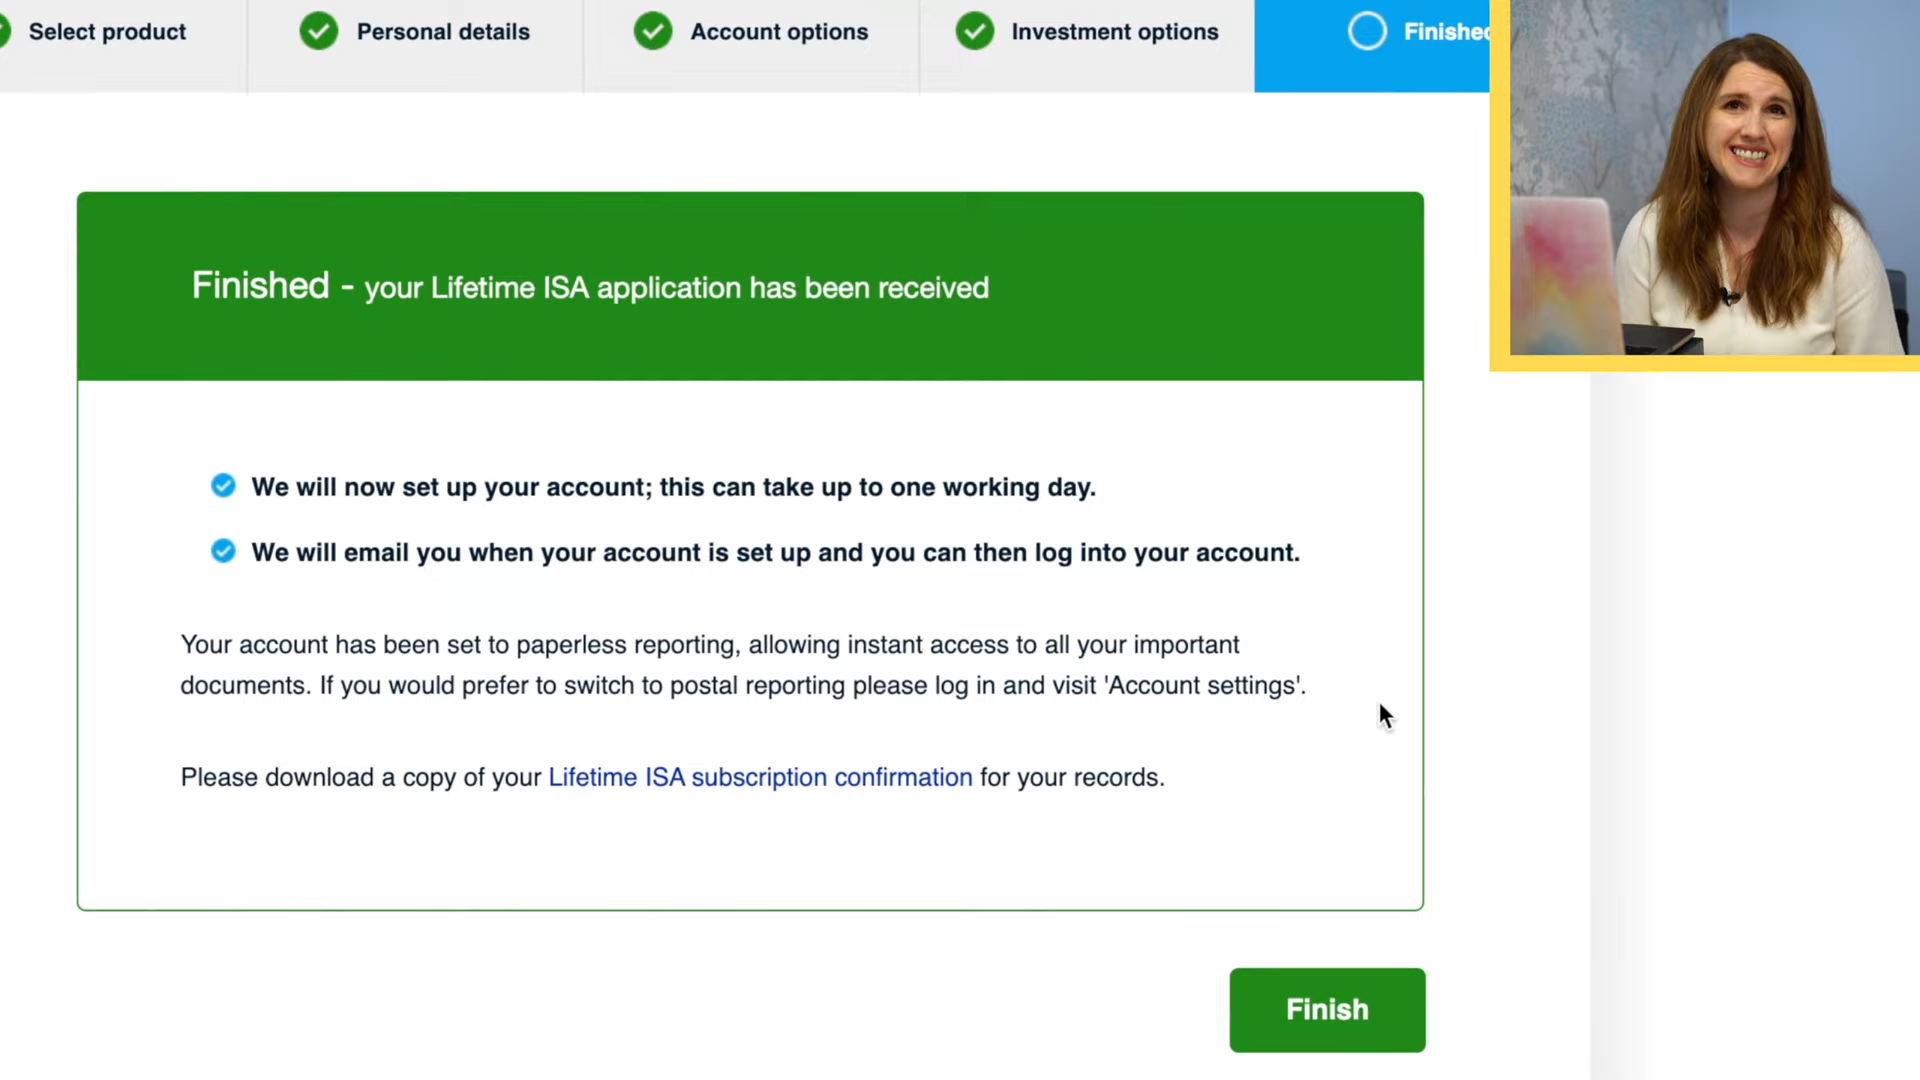 Select product
Personal details
Account options
Investment options
Finished
Finished - your Lifetime ISA application has been received
We will now set up your account; this can take up to one working day.
We will email you when your account is set up and you can then log into your account.
Your account has been set to paperless reporting, allowing instant access to all your important
documents. If you would prefer to switch to postal reporting please log in and visit 'Account settings'.
Please download a copy of your Lifetime ISA subscription confirmation for your records.
Finish